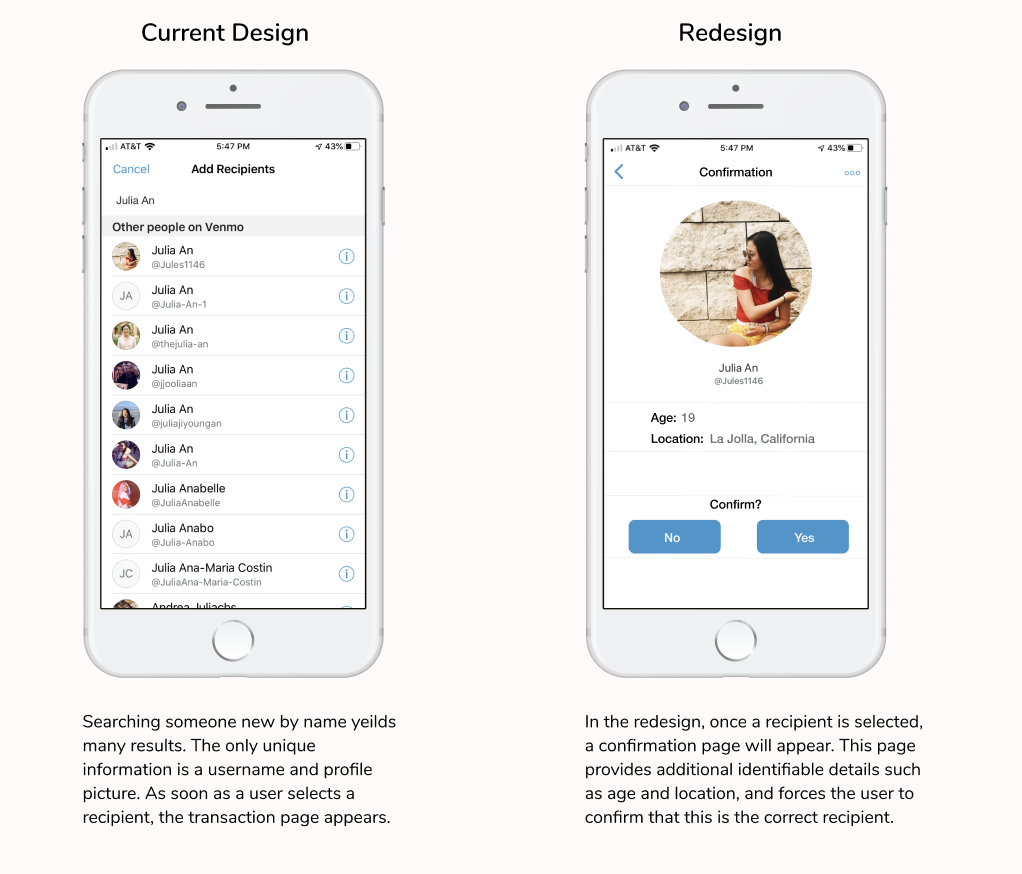 Current Design
AT&T 5:47 PM 43%
Cancel Add Recipients
Julia An
Other people on Venmo
Julia An
@Jules1146
JA
Julia An
@Julia-An-1
Julia An
@thejulia-an
Julia An
@jjooliaan
Julia An
@juliajiyoungan
Julia An
@Julia-An
Julia Anabelle
@JuliaAnabelle
JA
Julia Anabo
@Julia-Anabo
JC
Julia Ana-Maria Costin
@JuliaAna-Maria-Costin
Andrea Juliachs
Searching someone new by name yeilds
many results. The only unique
information is a username and profile
picture. As soon as a user selects a
recipient, the transaction page appears.
Redesign
AT&T 5:47 PM 43%
Confirmation
Julia An
@Jules1146
Age: 19
Location: La Jolla, California
Confirm?
No Yes
In the redesign, once a recipient is selected,
a confirmation page will appear. This page
provides additional identifiable details such
as age and location, and forces the user to
confirm that this is the correct recipient.